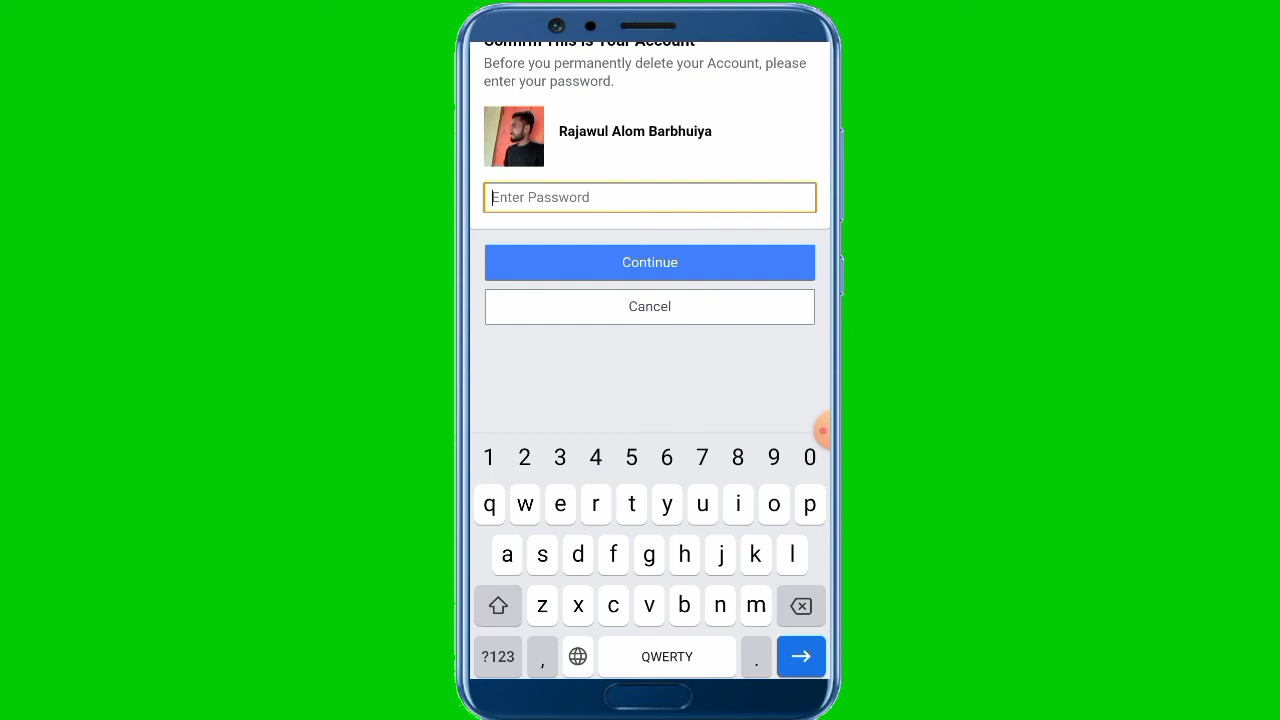 Confirm This Is Your Account
Before you permanently delete your Account, please
enter your password.
Rajawul Alom Barbhuiya
Enter Password
Continue
Cancel
1 2 3 4 5 6 7 8 9 0
q w e r t y u i o p
a s d f g h j k l
z x c v b n m
?123 , QWERTY .